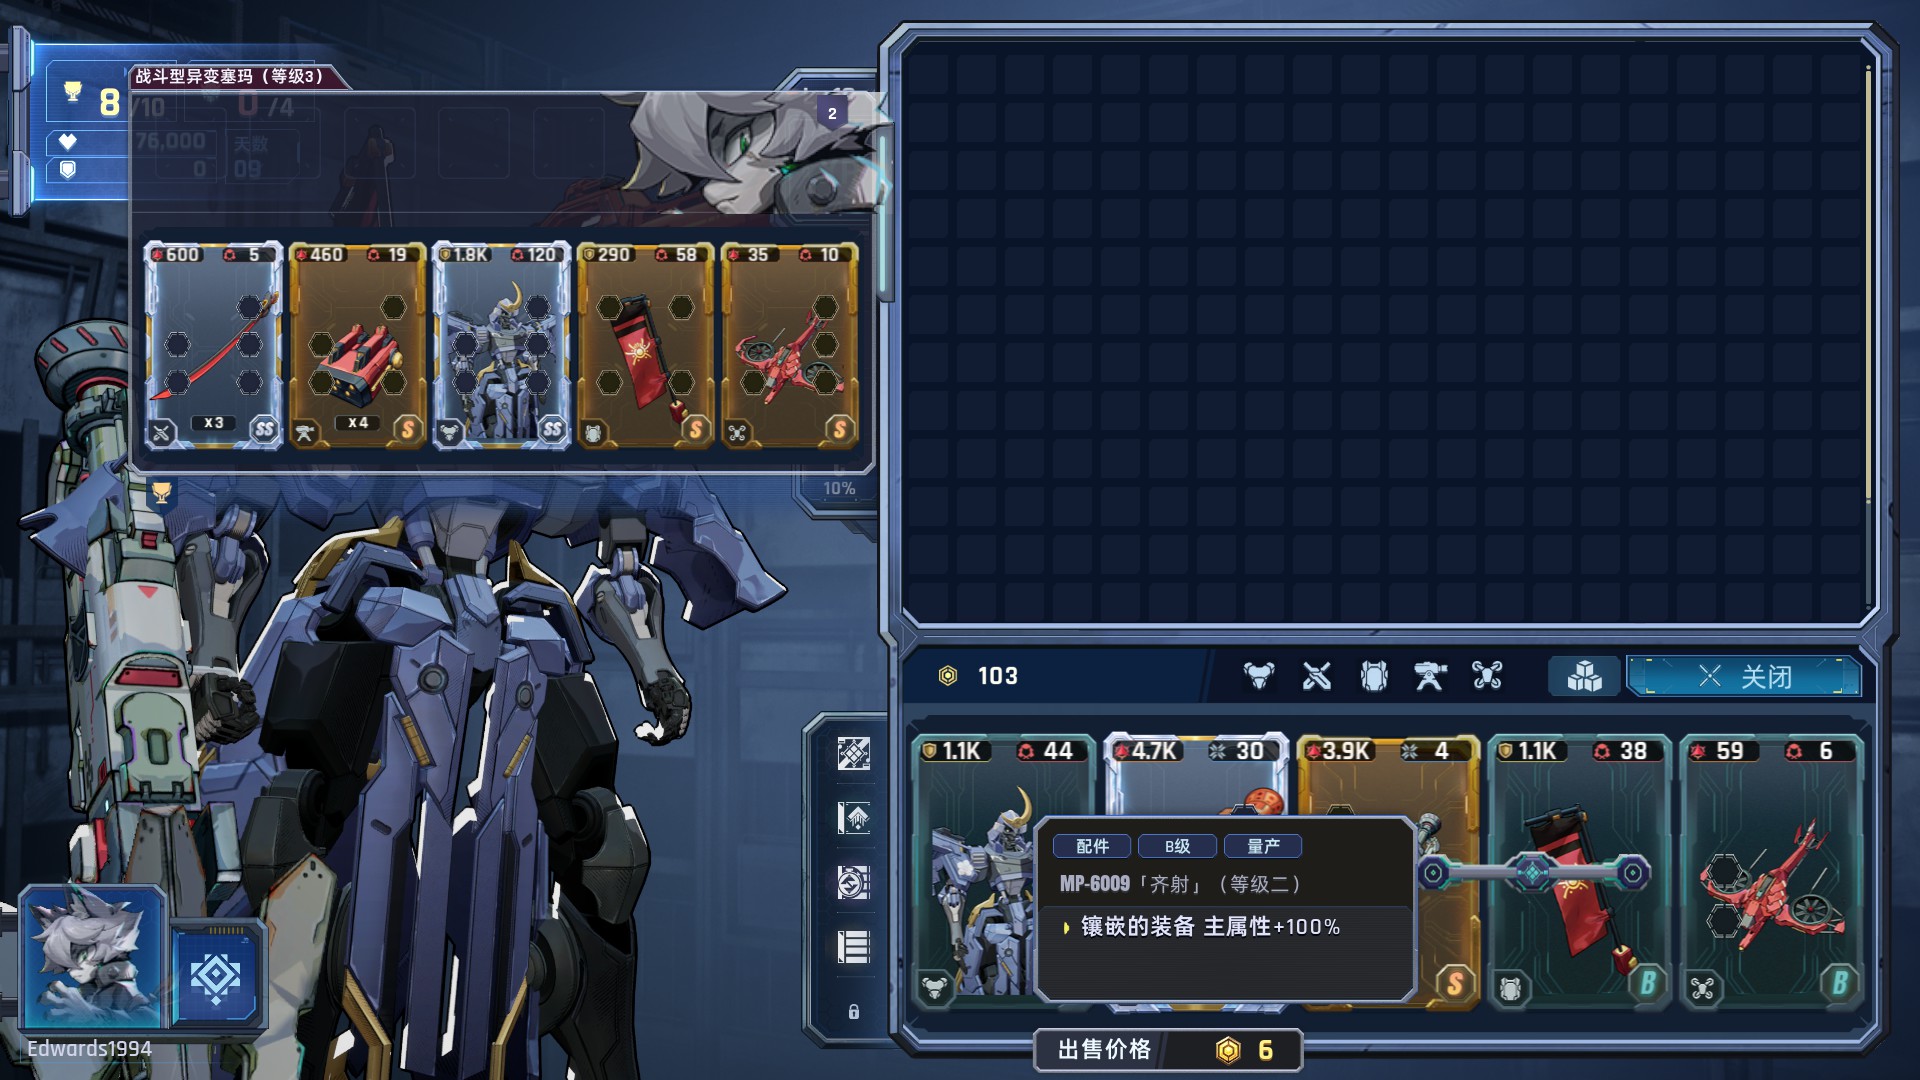 战斗型异变塞玛（等级3）
8/10
0/4
76,000
天数
0
09
2
600 5
460 19
1.8K 120
290 58
35 10
x3 SS
x4 S
SS
S
S
10%
103
关闭
1.1K 44
4.7K 30
3.9K 4
1.1K 38
59 6
配件 B级 量产
MP-6009「齐射」（等级二）
镶嵌的装备 主属性+100%
S
B
B
出售价格 6
Edwards1994